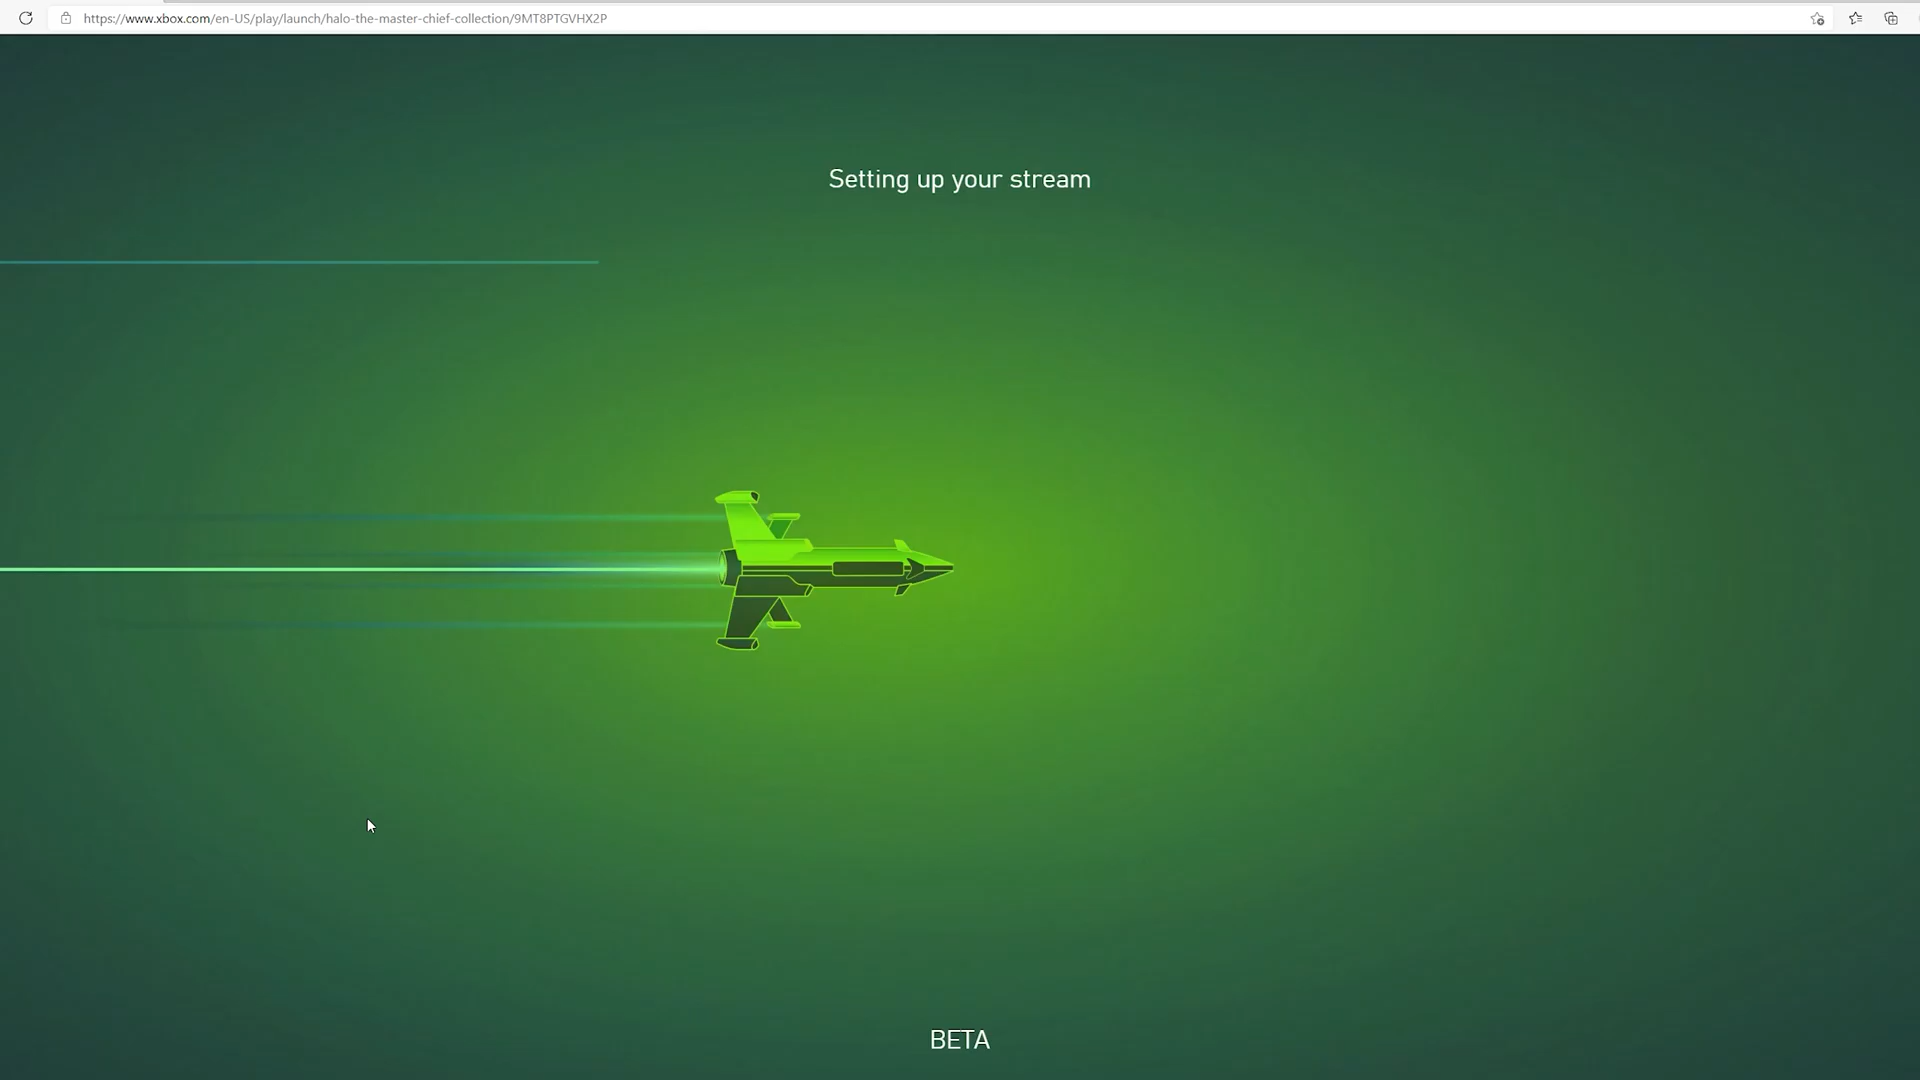 https://www.xbox.com/en-US/play/launch/halo-the-master-chief-collection/9MT8PTGVHX2P
Setting up your stream
BETA